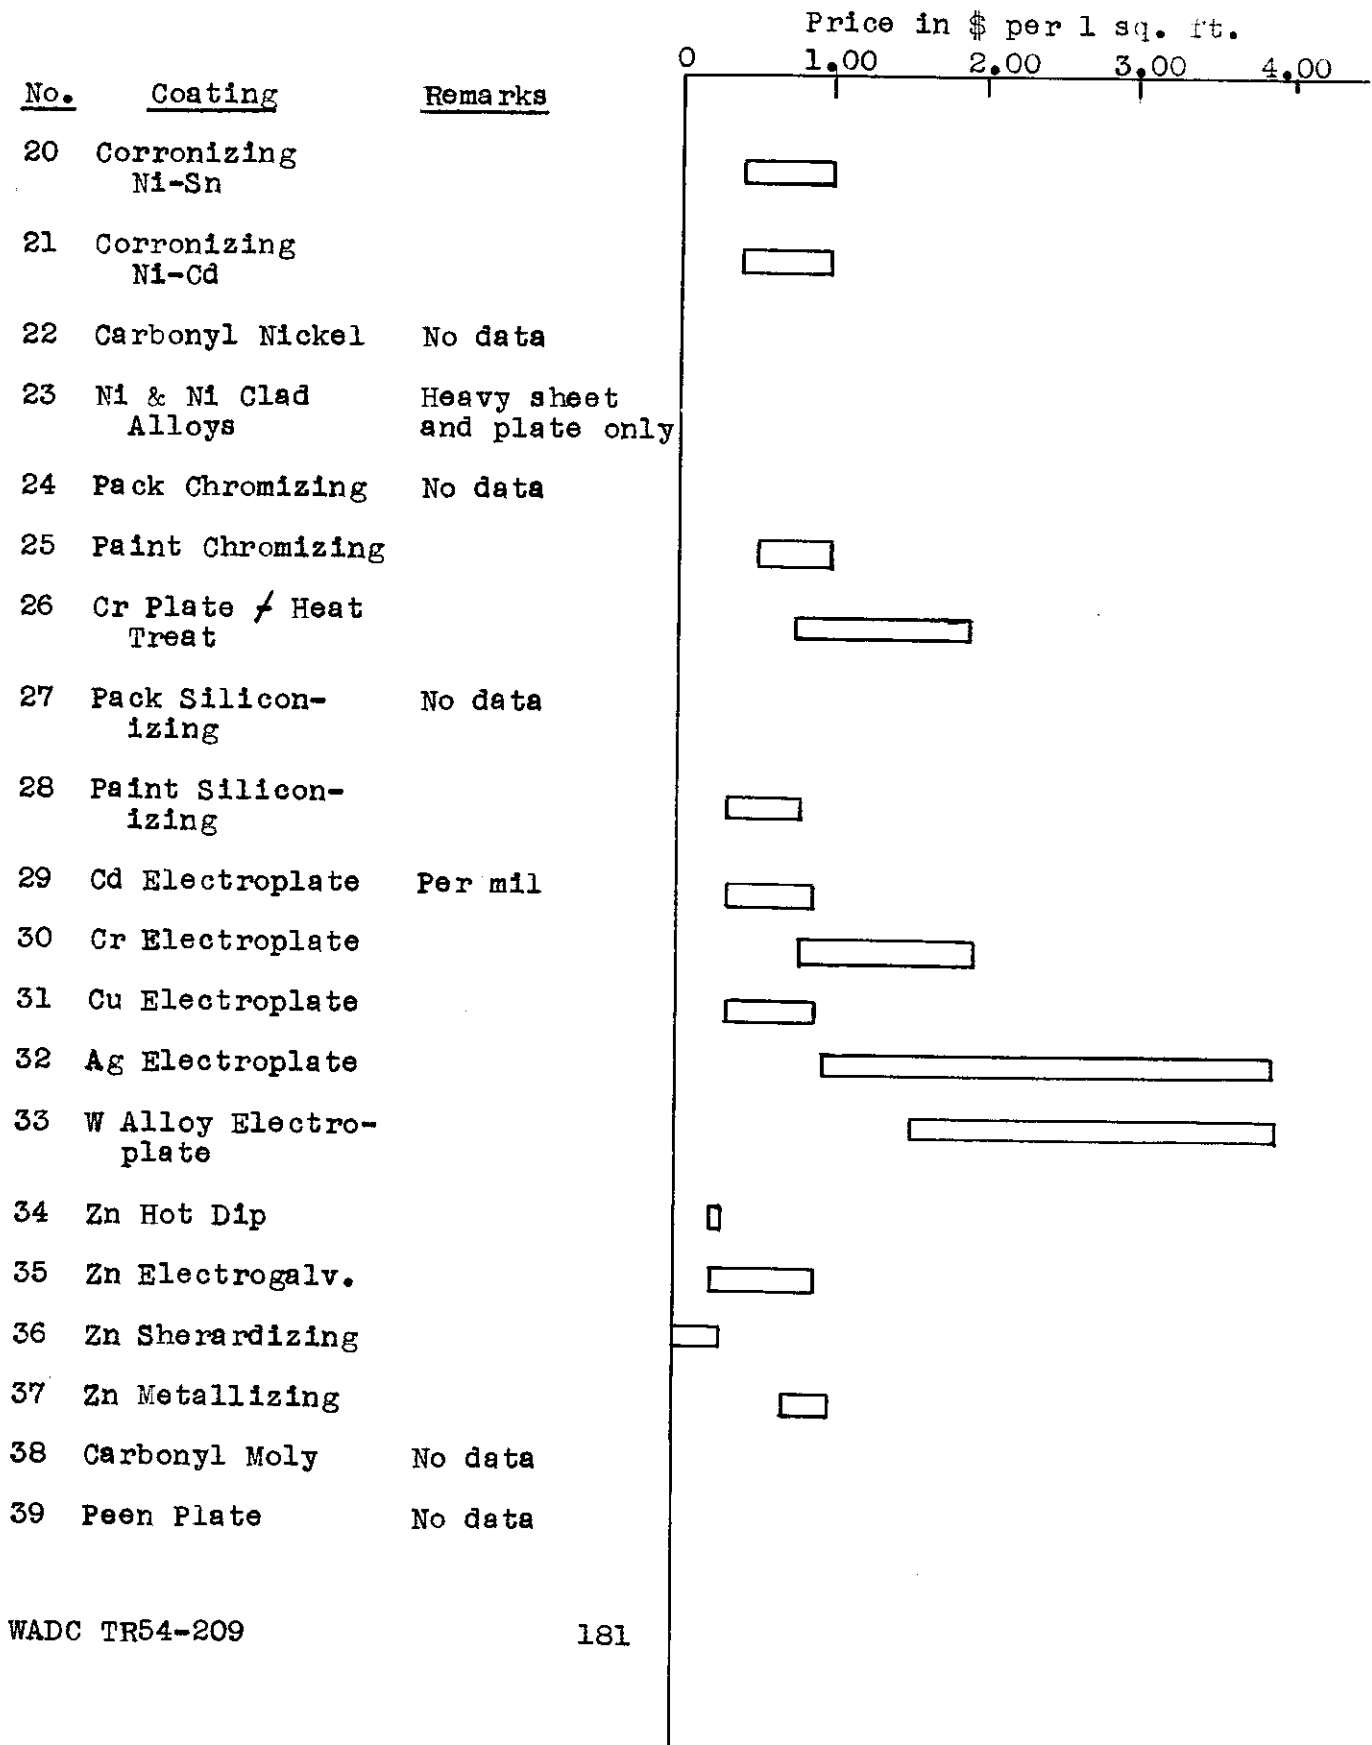 Price in $ per 1 sq. ft.
0 1.00 2.00 3.00 4.00
No. Coating Remarks
20 Corronizing
Ni-Sn
21 Corronizing
Ni-Cd
22 Carbonyl Nickel No data
23 Ni & Ni Clad Heavy sheet
Alloys and plate only
24 Pack Chromizing No data
25 Paint Chromizing
26 Cr Plate ≠ Heat
Treat
27 Pack Silicon- No data
izing
28 Paint Silicon-
izing
29 Cd Electroplate Per mil
30 Cr Electroplate
31 Cu Electroplate
32 Ag Electroplate
33 W Alloy Electro-
plate
34 Zn Hot Dip
35 Zn Electrogalv.
36 Zn Sherardizing
37 Zn Metallizing
38 Carbonyl Moly No data
39 Peen Plate No data
WADC TR54-209 181